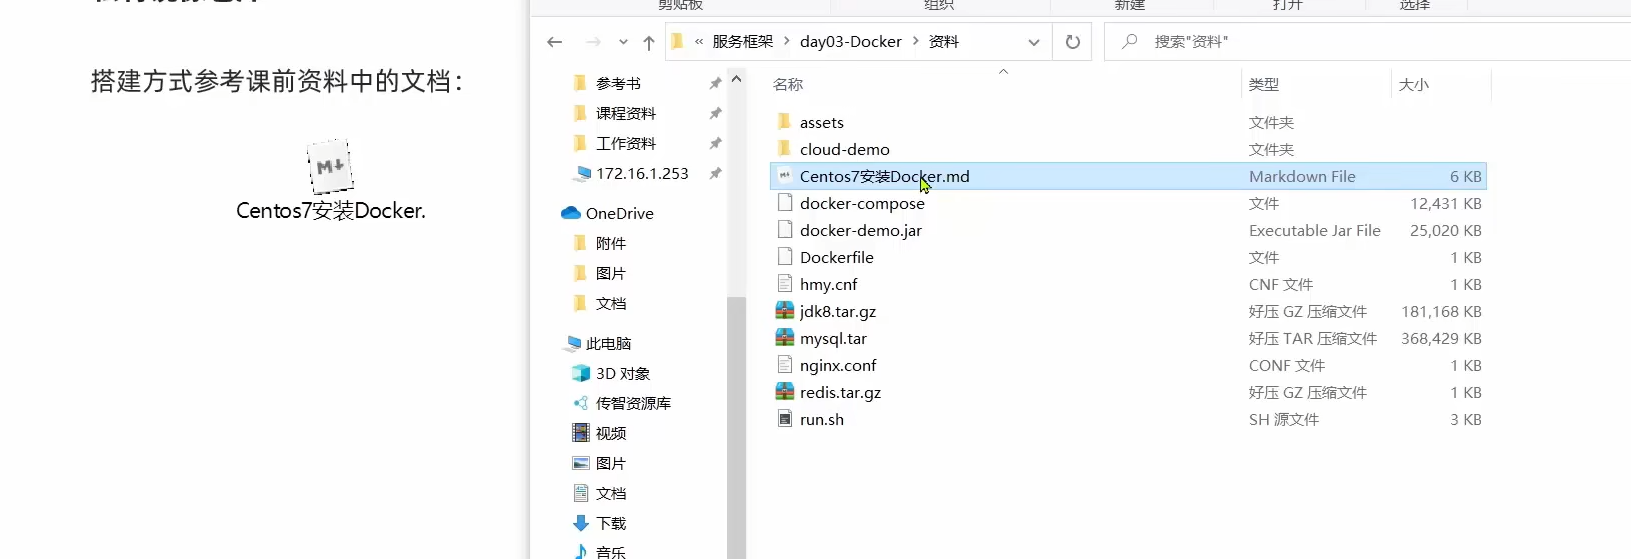 搭建方式参考课前资料中的文档：
M
Centos7安装Docker.
剪贴板 组织 新建 打开 选择
« 服务框架 > day03-Docker > 资料
搜索"资料"
参考书
课程资料
工作资料
172.16.1.253
OneDrive
附件
图片
文档
此电脑
3D 对象
传智资源库
视频
图片
文档
下载
音乐
名称 类型 大小
assets 文件夹
cloud-demo 文件夹
Centos7安装Docker.md Markdown File 6 KB
docker-compose 文件 12,431 KB
docker-demo.jar Executable Jar File 25,020 KB
Dockerfile 文件 1 KB
hmy.cnf CNF 文件 1 KB
jdk8.tar.gz 好压 GZ 压缩文件 181,168 KB
mysql.tar 好压 TAR 压缩文件 368,429 KB
nginx.conf CONF 文件 1 KB
redis.tar.gz 好压 GZ 压缩文件 1 KB
run.sh SH 源文件 3 KB